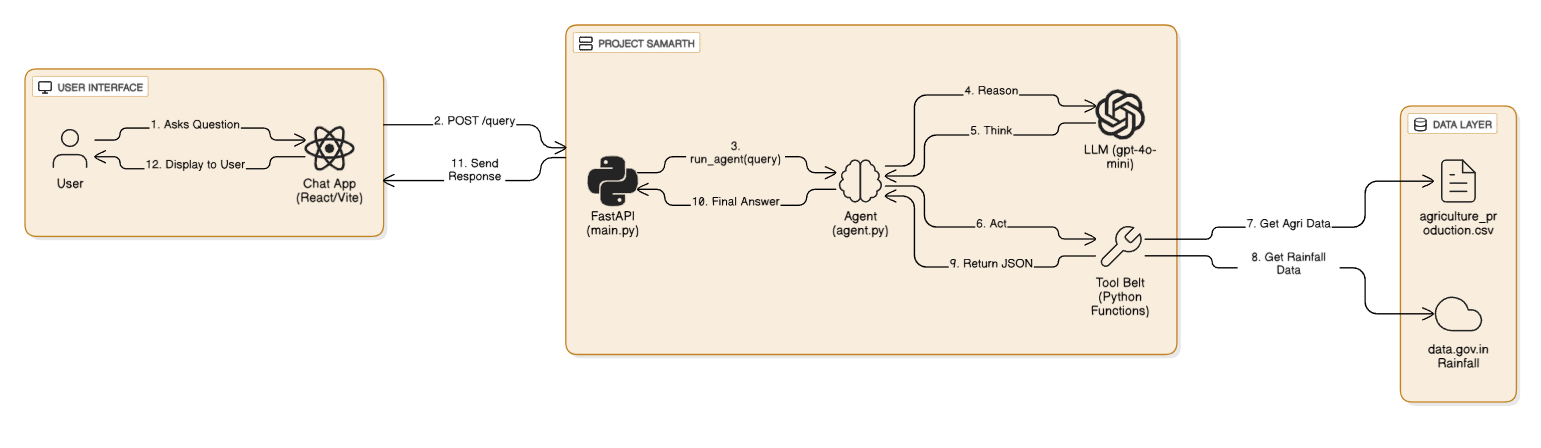 USER INTERFACE
1. Asks Question
12. Display to User
User
Chat App
(React/Vite)
2. POST /query
11. Send
Response
PROJECT SAMARTH
FastAPI
(main.py)
3.
run_agent(query)
10. Final Answer
Agent
(agent.py)
4. Reason
5. Think
LLM (gpt-4o-
mini)
6. Act
9. Return JSON
Tool Belt
(Python
Functions)
7. Get Agri Data
8. Get Rainfall
Data
DATA LAYER
agriculture_pr
oduction.csv
data.gov.in
Rainfall